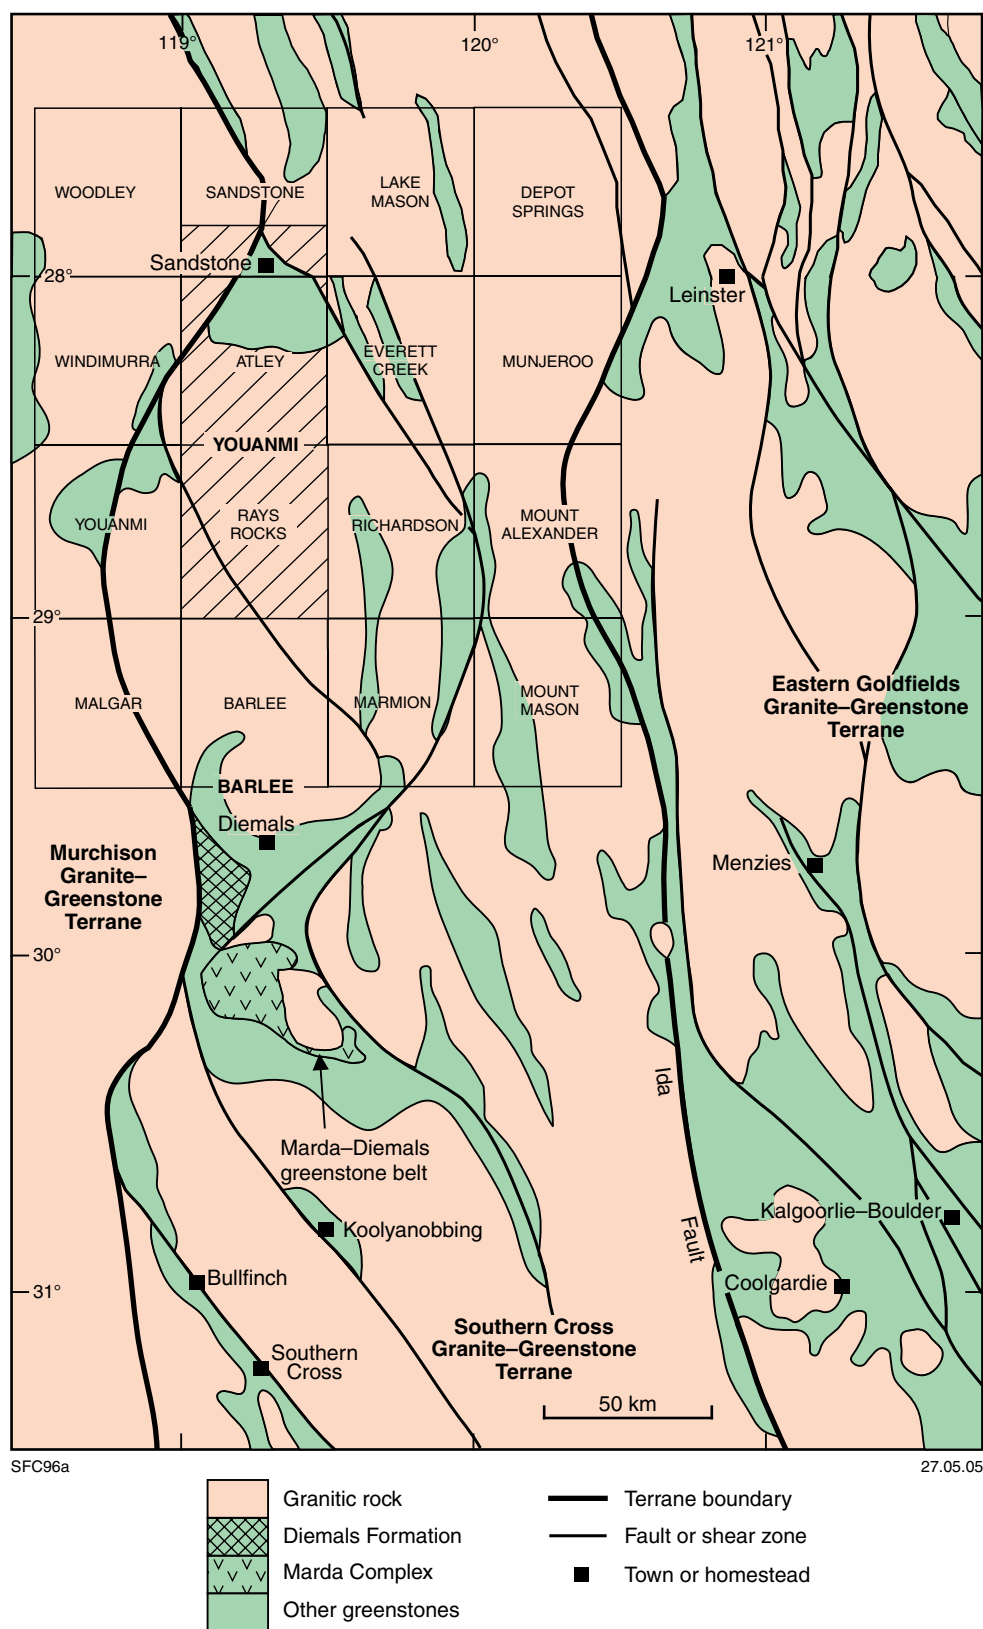 119°
120°
121°
WOODLEY
SANDSTONE
LAKE
MASON
DEPOT
SPRINGS
Sandstone
28°
Leinster
WINDIMURRA
ATLEY
EVERETT
CREEK
MUNJEROO
YOUANMI
YOUANMI
RAYS
ROCKS
RICHARDSON
MOUNT
ALEXANDER
29°
MALGAR
BARLEE
MARMION
MOUNT
MASON
Eastern Goldfields
Granite–Greenstone
Terrane
BARLEE
Diemals
Murchison
Granite–
Greenstone
Terrane
Menzies
30°
Ida
Marda–Diemals
greenstone belt
Kalgoorlie–Boulder
Koolyanobbing
Fault
Bullfinch
Coolgardie
31°
Southern
Cross
Southern Cross
Granite–Greenstone
Terrane
50 km
SFC96a
27.05.05
Granitic rock
Diemals Formation
Marda Complex
Other greenstones
Terrane boundary
Fault or shear zone
Town or homestead